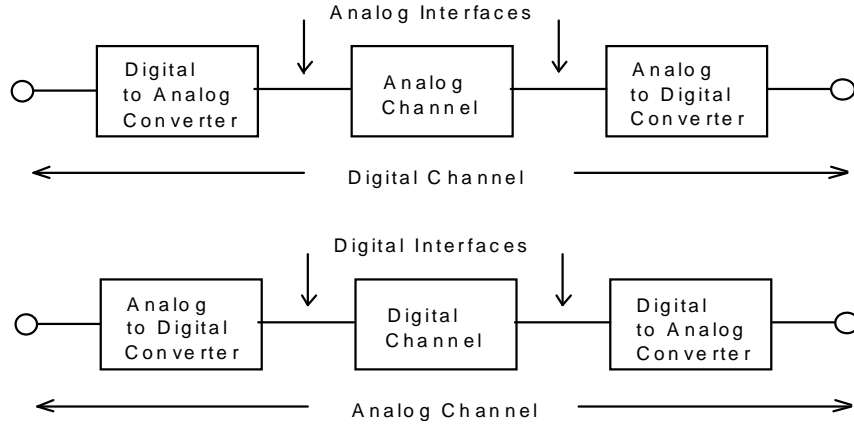 Analog Interfaces
Digital
to Analog
Converter
Analog
Channel
Analog
to Digital
Converter
Digital Channel
Digital Interfaces
Analog
to Digital
Converter
Digital
Channel
Digital
to Analog
Converter
Analog Channel